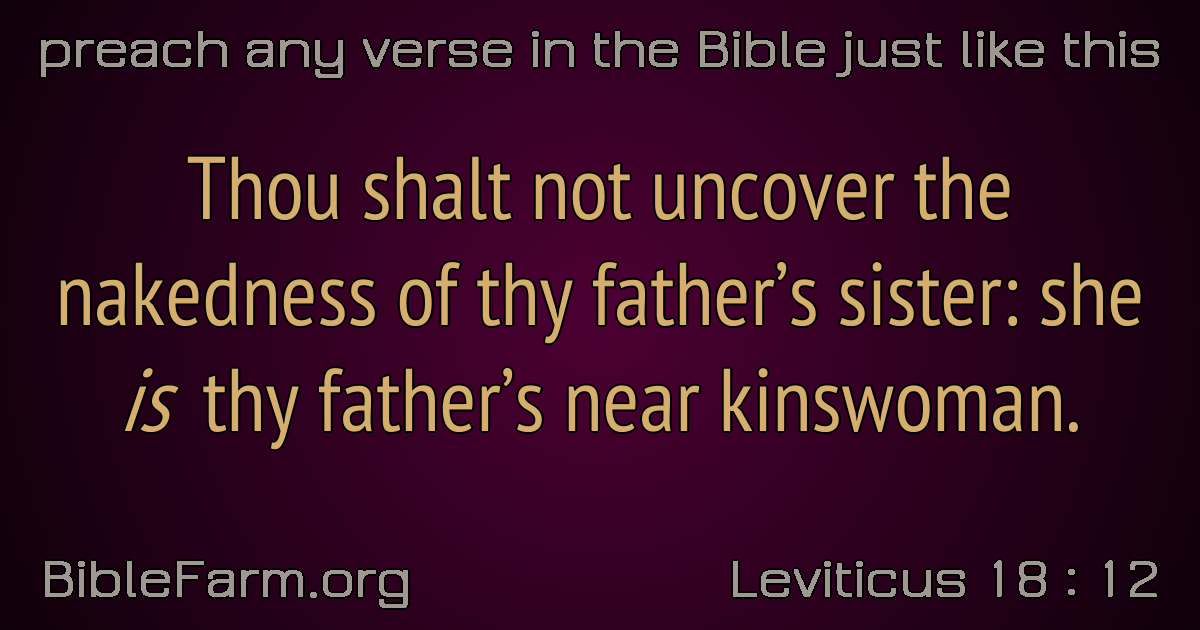 preach any verse in the Bible just like this
Thou shalt not uncover the
nakedness of thy father’s sister: she
is thy father’s near kinswoman.
BibleFarm.org
Leviticus 18 : 12